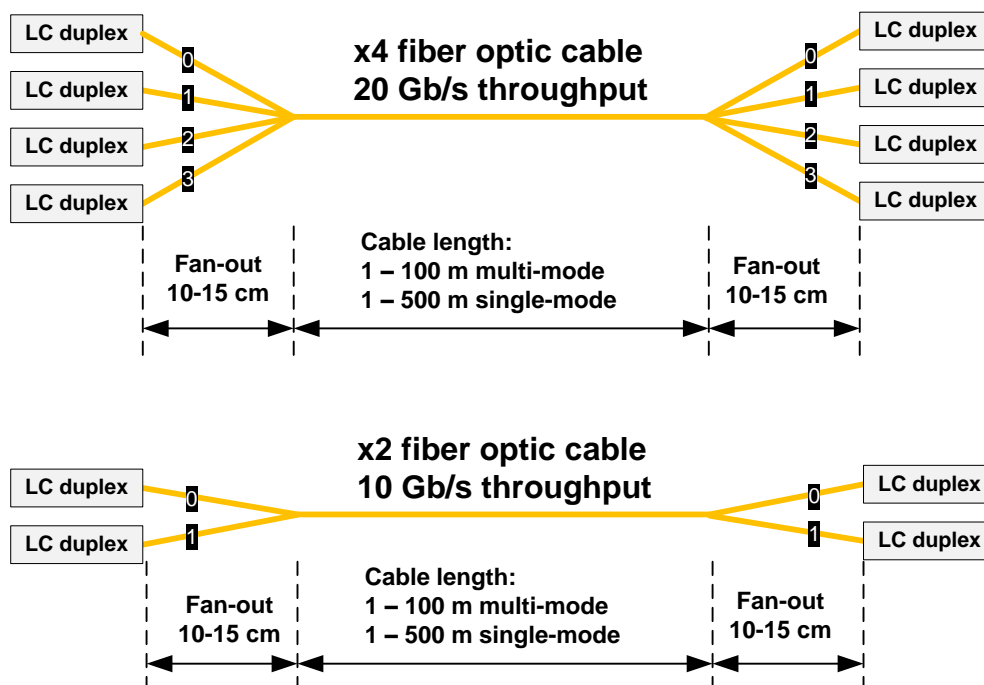 LC duplex
LC duplex
LC duplex
LC duplex
0
1
2
3
x4 fiber optic cable
20 Gb/s throughput
0
1
2
3
LC duplex
LC duplex
LC duplex
LC duplex
Fan-out
10-15 cm
Cable length:
1 – 100 m multi-mode
1 – 500 m single-mode
Fan-out
10-15 cm
LC duplex
LC duplex
0
1
x2 fiber optic cable
10 Gb/s throughput
0
1
LC duplex
LC duplex
Fan-out
10-15 cm
Cable length:
1 – 100 m multi-mode
1 – 500 m single-mode
Fan-out
10-15 cm